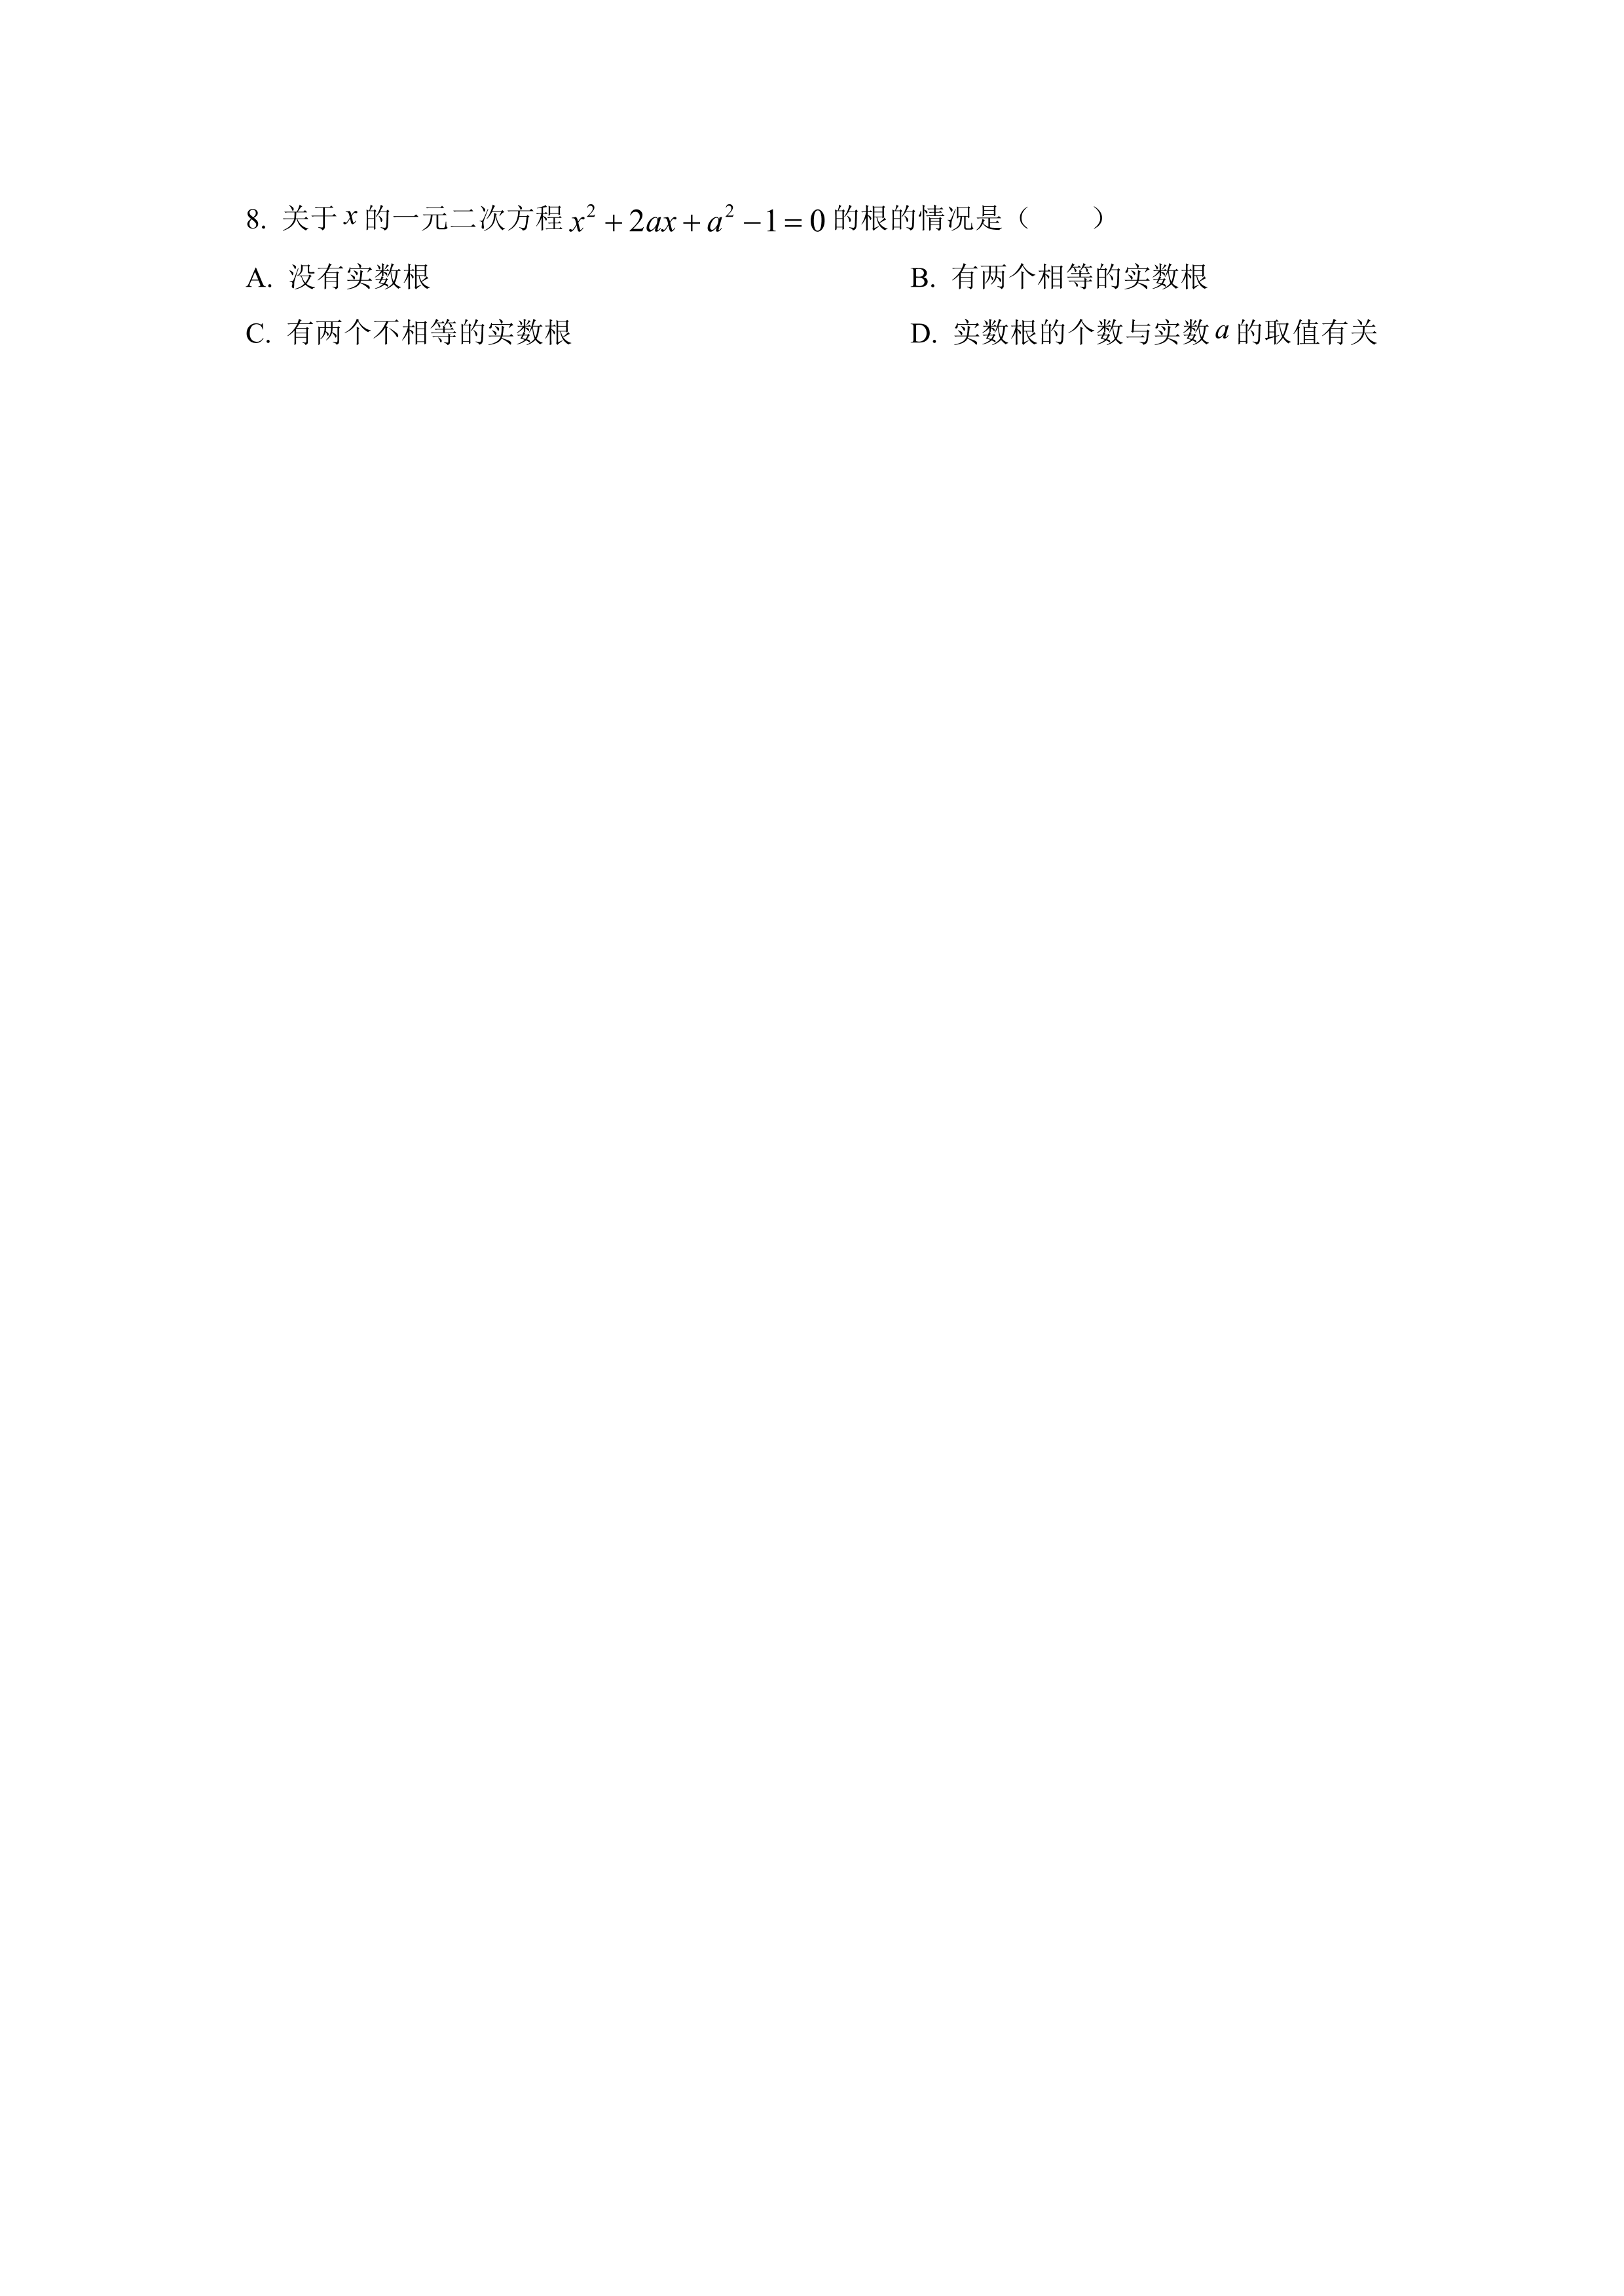 8. 关于 x 的一元二次方程 x² + 2ax + a² − 1 = 0 的根的情况是（　　）
A. 没有实数根　　B. 有两个相等的实数根
C. 有两个不相等的实数根　　D. 实数根的个数与实数 a 的取值有关